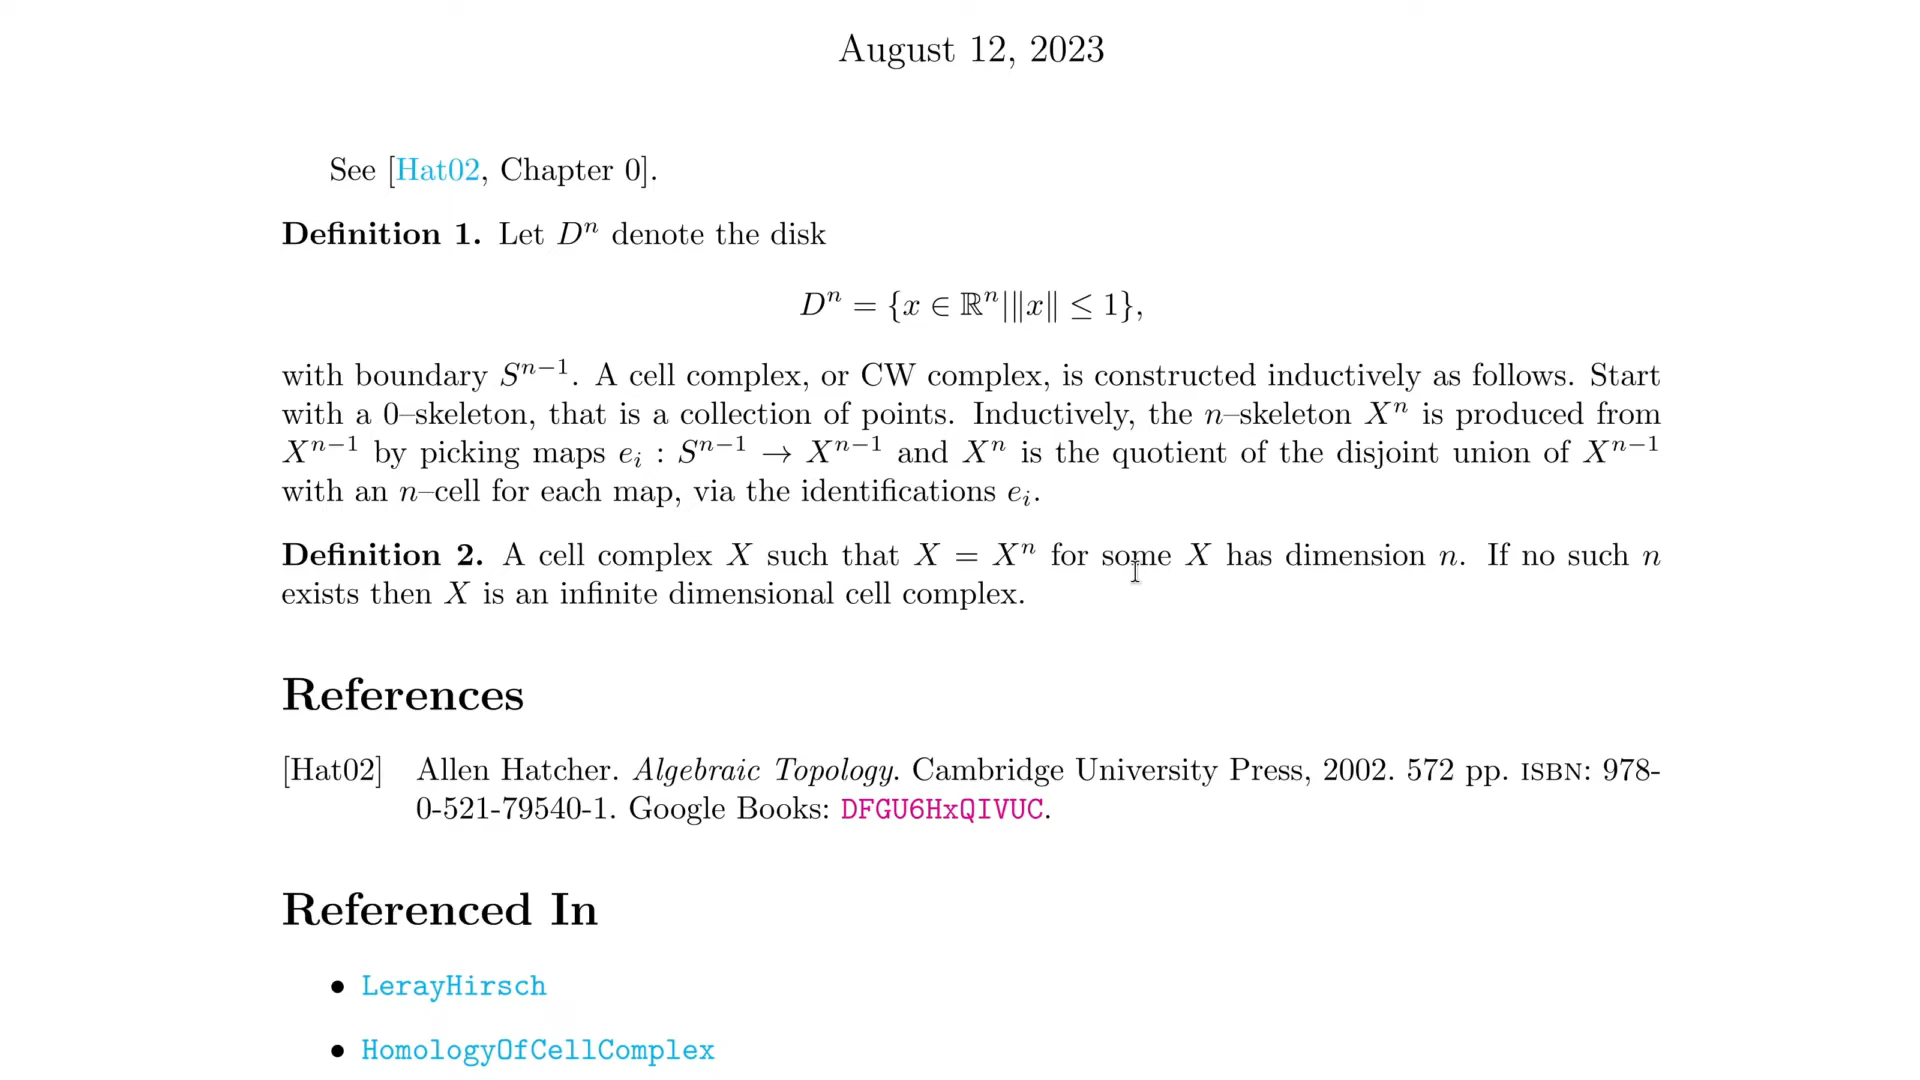 August 12, 2023
See [Hat02, Chapter 0].
Definition 1. Let Dⁿ denote the disk
Dⁿ = {x ∈ ℝⁿ|‖x‖ ≤ 1},
with boundary Sⁿ⁻¹. A cell complex, or CW complex, is constructed inductively as follows. Start
with a 0–skeleton, that is a collection of points. Inductively, the n–skeleton Xⁿ is produced from
Xⁿ⁻¹ by picking maps eᵢ : Sⁿ⁻¹ → Xⁿ⁻¹ and Xⁿ is the quotient of the disjoint union of Xⁿ⁻¹
with an n–cell for each map, via the identifications eᵢ.
Definition 2. A cell complex X such that X = Xⁿ for some X has dimension n. If no such n
exists then X is an infinite dimensional cell complex.
References
[Hat02] Allen Hatcher. Algebraic Topology. Cambridge University Press, 2002. 572 pp. ISBN: 978-
0-521-79540-1. Google Books: DFGU6HxQIVUC.
Referenced In
• LerayHirsch
• HomologyOfCellComplex